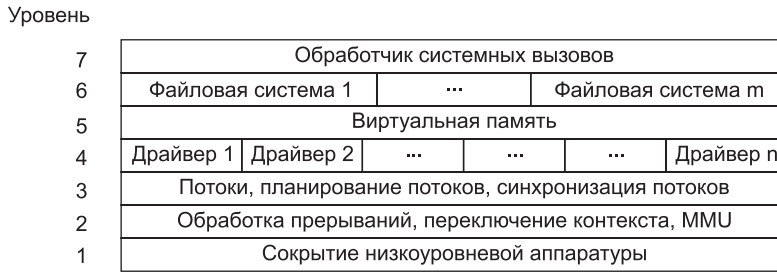 Уровень
7 Обработчик системных вызовов
6 Файловая система 1 ... Файловая система m
5 Виртуальная память
4 Драйвер 1 Драйвер 2 ... ... ... Драйвер n
3 Потоки, планирование потоков, синхронизация потоков
2 Обработка прерываний, переключение контекста, MMU
1 Сокрытие низкоуровневой аппаратуры